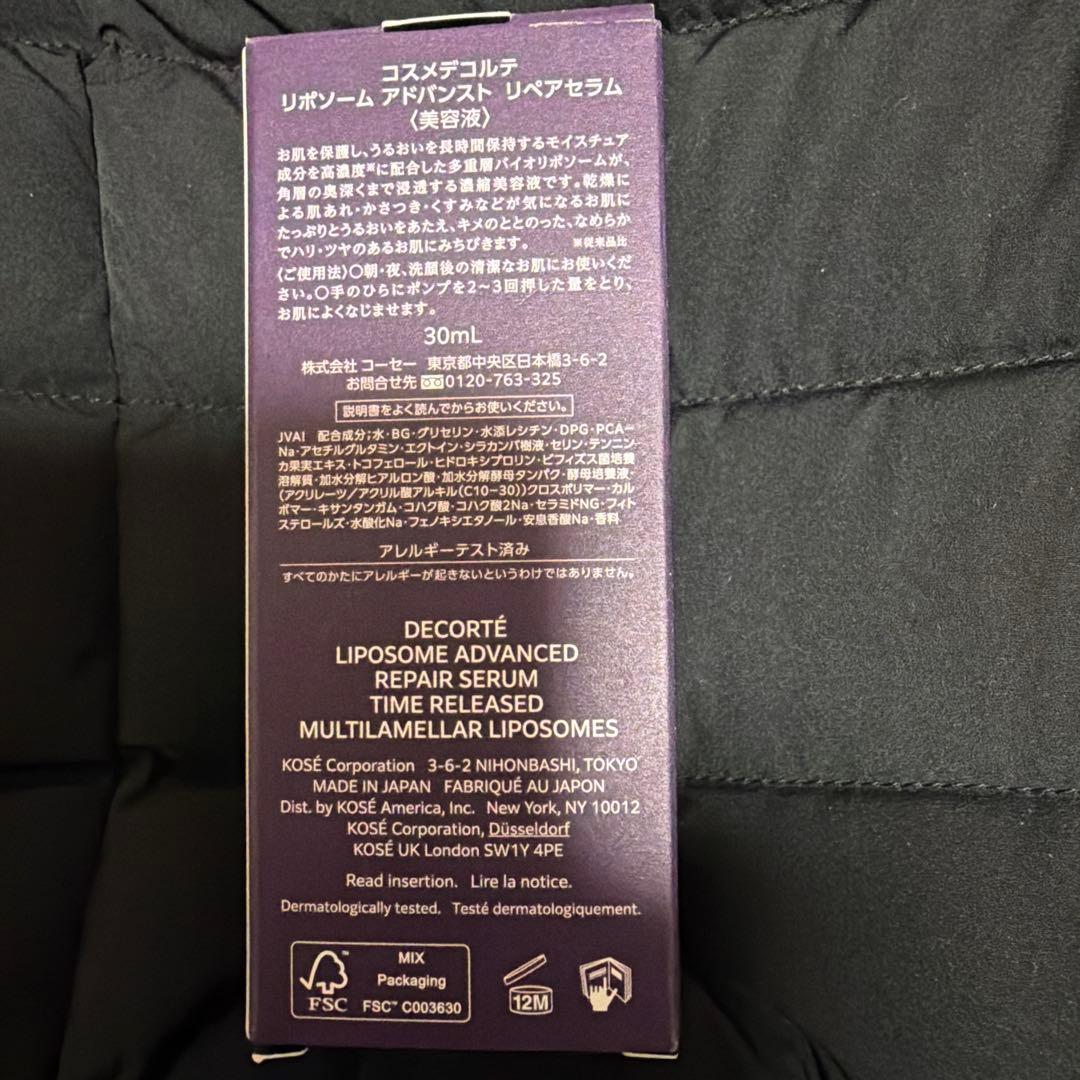 コスメデコルテ
リポソーム アドバンスト リペアセラム
〈美容液〉
お肌を保護し、うるおいを長時間保持するモイスチュア
成分を高濃度※に配合した多重層バイオリポソームが、
角層の奥深くまで浸透する濃縮美容液です。乾燥に
よる肌あれ・かさつき・くすみなどが気になるお肌に
たっぷりとうるおいをあたえ、キメのととのった、なめらか
でハリ・ツヤのあるお肌にみちびきます。 ※従来品比
〈ご使用法〉○朝・夜、洗顔後の清潔なお肌にお使いくだ
さい。○手のひらにポンプを2～3回押した量をとり、
お肌によくなじませます。
30mL
株式会社 コーセー 東京都中央区日本橋3-6-2
お問合せ先 0120-763-325
説明書をよく読んでからお使いください。
JVA! 配合成分;水・BG・グリセリン・水添レシチン・DPG・PCA-
Na・アセチルグルタミン・エクトイン・シラカンバ樹液・セリン・テンニン
カ果実エキス・トコフェロール・ヒドロキシプロリン・ビフィズス菌培養
溶解質・加水分解ヒアルロン酸・加水分解酵母タンパク・酵母培養液・
(アクリレーツ/アクリル酸アルキル(C10-30))クロスポリマー・カル
ボマー・キサンタンガム・コハク酸・コハク酸2Na・セラミドNG・フィト
ステロールズ・水酸化Na・フェノキシエタノール・安息香酸Na・香料
アレルギーテスト済み
すべてのかたにアレルギーが起きないというわけではありません。
DECORTÉ
LIPOSOME ADVANCED
REPAIR SERUM
TIME RELEASED
MULTILAMELLAR LIPOSOMES
KOSÉ Corporation 3-6-2 NIHONBASHI, TOKYO
MADE IN JAPAN FABRIQUÉ AU JAPON
Dist. by KOSÉ America, Inc. New York, NY 10012
KOSÉ Corporation, Düsseldorf
KOSÉ UK London SW1Y 4PE
Read insertion. Lire la notice.
Dermatologically tested. Testé dermatologiquement.
MIX
Packaging
FSC™ C003630
FSC
12M